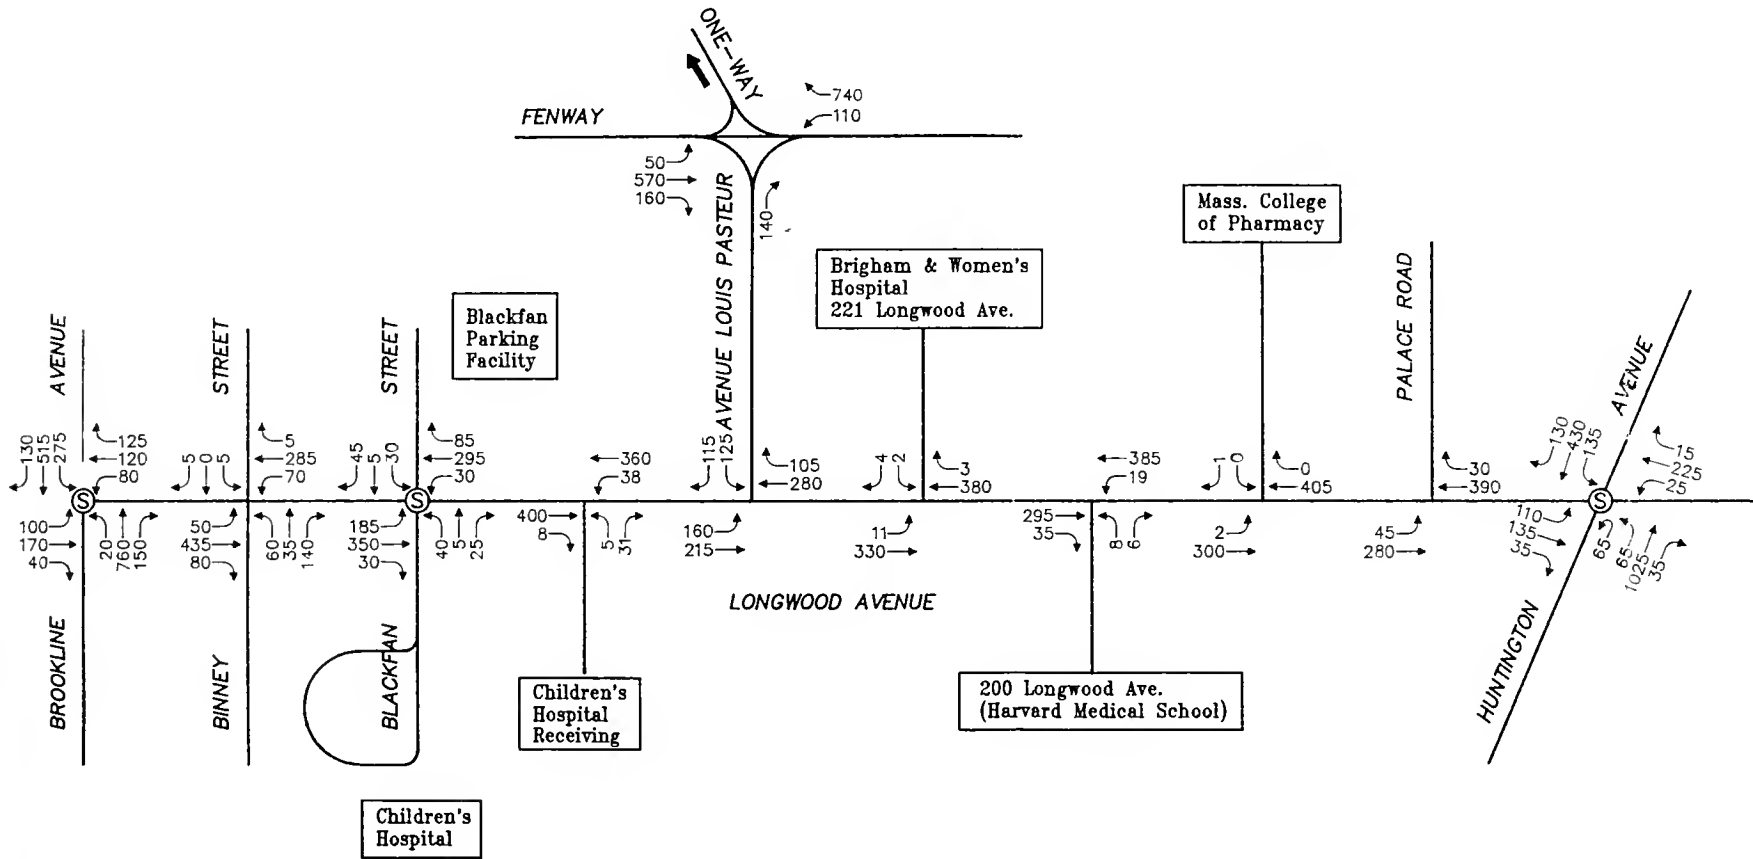 ONE-WAY
740
110
FENWAY
50
570
160
140
AVENUE LOUIS PASTEUR
Mass. College
of Pharmacy
Brigham & Women's
Hospital
221 Longwood Ave.
Blackfan
Parking
Facility
AVENUE
STREET
STREET
PALACE ROAD
AVENUE
130
515
275
125
120
80
5
0
5
5
285
70
45
5
30
85
295
30
360
38
115
125
105
280
4
2
3
380
385
19
1
0
0
405
30
390
130
430
135
15
225
25
S
S
S
100
170
40
20
760
150
50
435
80
60
35
140
185
350
30
40
5
25
400
8
5
31
160
215
11
330
295
35
8
6
2
300
45
280
110
135
35
65
65
1025
35
LONGWOOD AVENUE
BROOKLINE
BINNEY
BLACKFAN
HUNTINGTON
Children's
Hospital
Receiving
200 Longwood Ave.
(Harvard Medical School)
Children's
Hospital